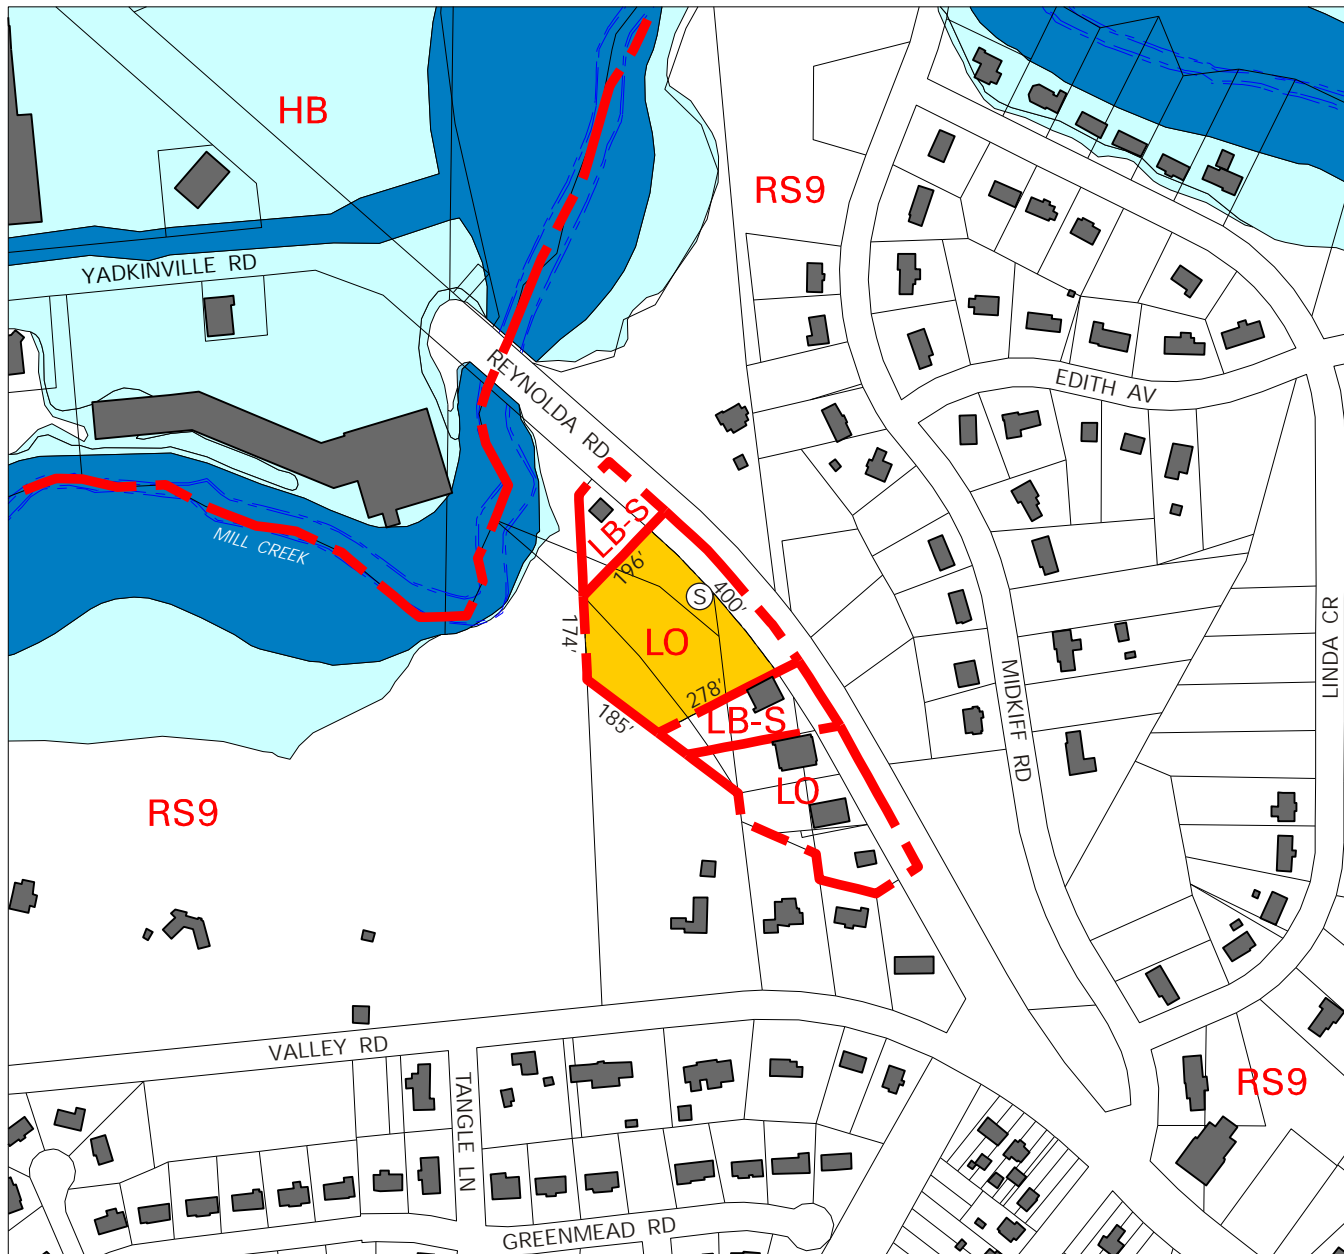 HB
RS9
YADKINVILLE RD
REYNOLDA RD
EDITH AV
MILL CREEK
LB-S
196'
S
400'
174'
LO
278'
185'
LB-S
MIDKIFF RD
LINDA CR
LO
RS9
VALLEY RD
TANGLE LN
RS9
GREENMEAD RD